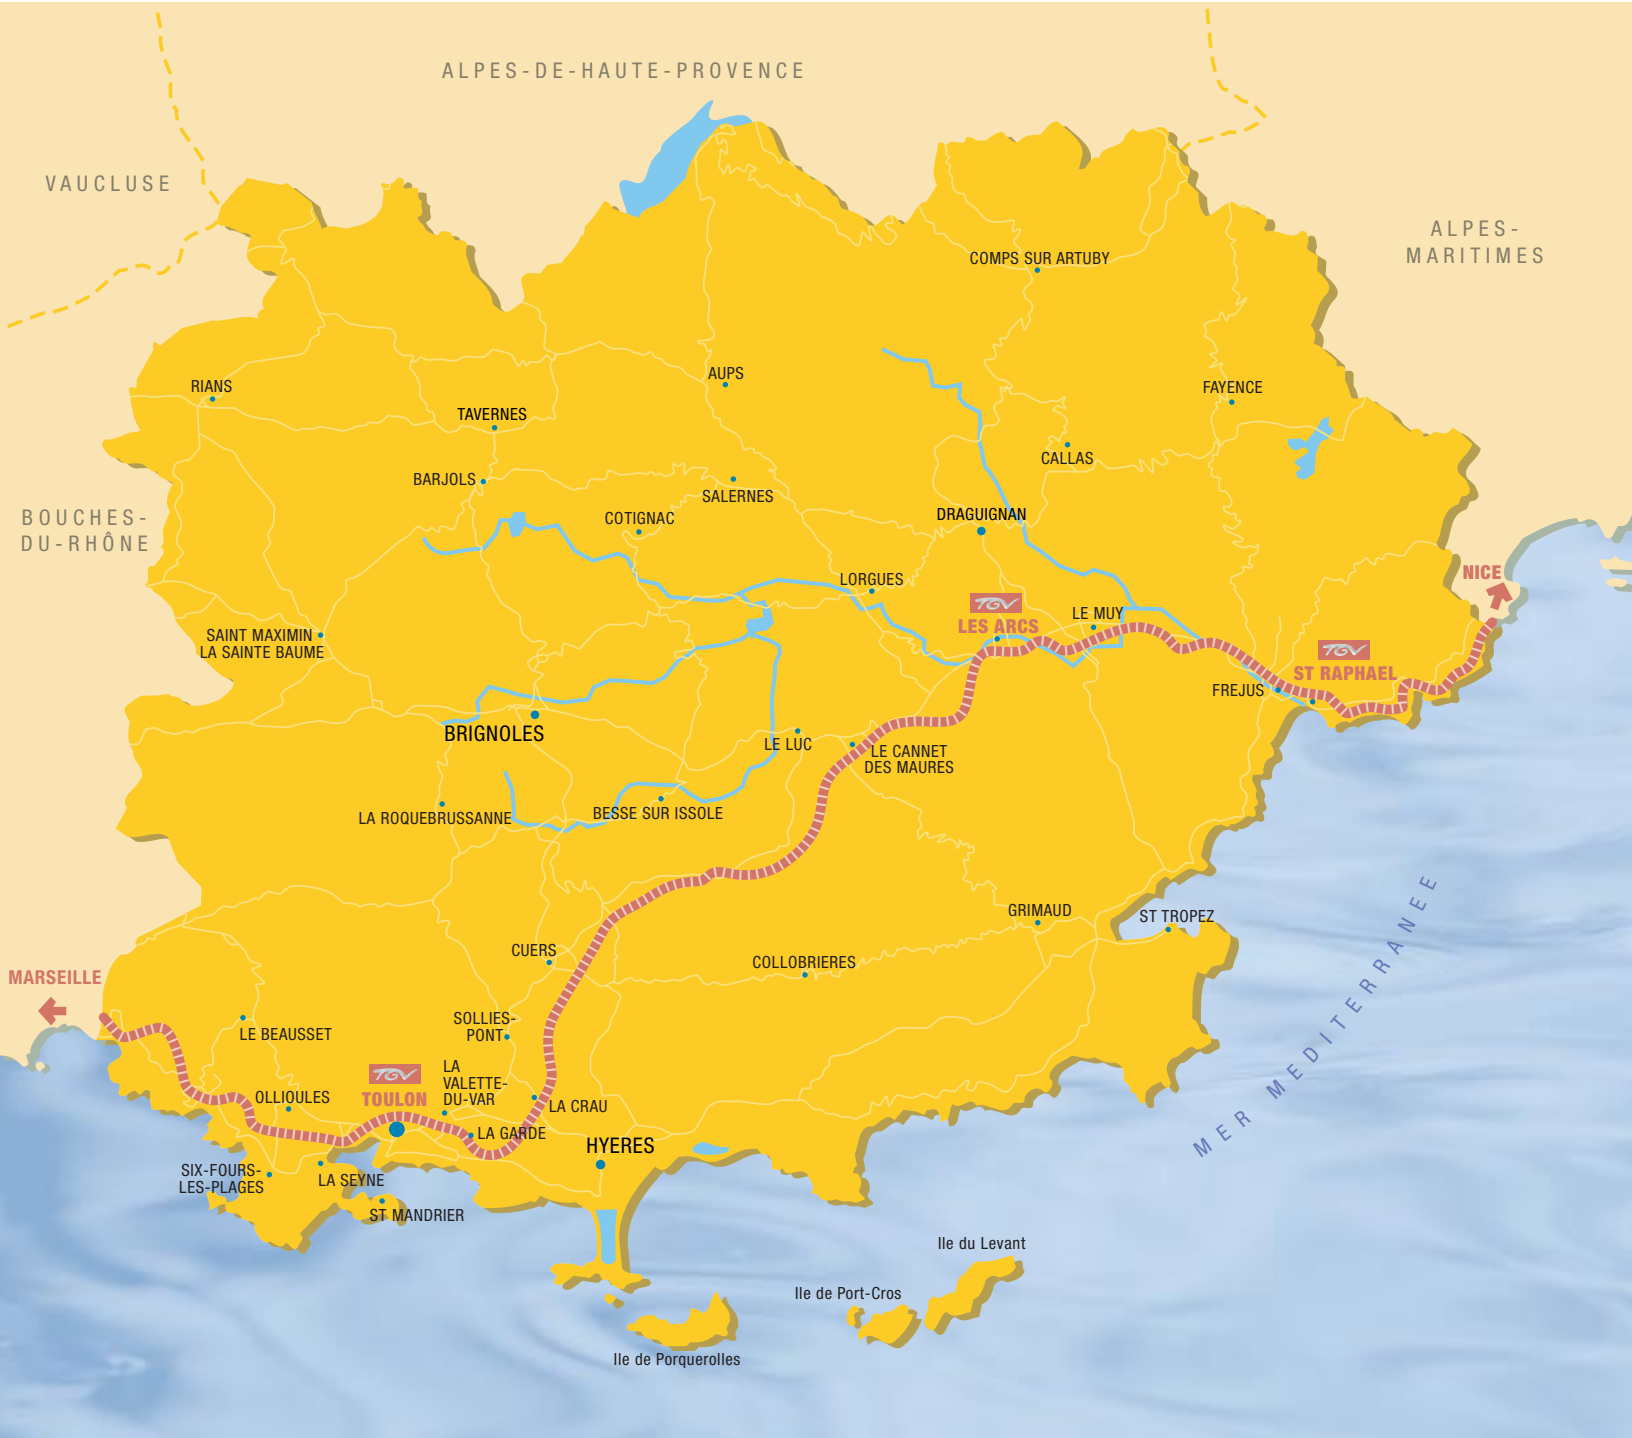 ALPES-DE-HAUTE-PROVENCE
VAUCLUSE
ALPES-
MARITIMES
COMPS SUR ARTUBY
RIANS
AUPS
FAYENCE
TAVERNES
CALLAS
BARJOLS
SALERNES
BOUCHES-
DU-RHÔNE
COTIGNAC
DRAGUIGNAN
NICE
LORGUES
TGV
LES ARCS
LE MUY
SAINT MAXIMIN
LA SAINTE BAUME
TGV
ST RAPHAEL
FREJUS
BRIGNOLES
LE LUC
LE CANNET
DES MAURES
LA ROQUEBRUSSANNE
BESSE SUR ISSOLE
GRIMAUD
ST TROPEZ
MER MEDITERRANEE
CUERS
COLLOBRIERES
MARSEILLE
LE BEAUSSET
SOLLIES-
PONT
TGV
TOULON
LA
VALETTE-
DU-VAR
OLLIOULES
LA CRAU
LA GARDE
HYERES
SIX-FOURS-
LES-PLAGES
LA SEYNE
ST MANDRIER
Ile du Levant
Ile de Port-Cros
Ile de Porquerolles